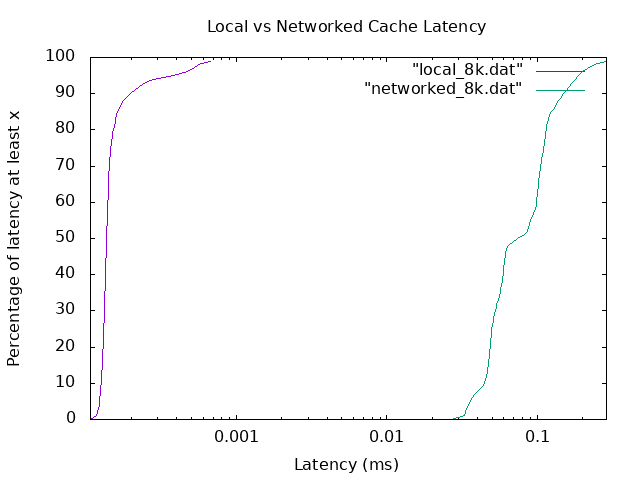 Local vs Networked Cache Latency
Percentage of latency at least x
100
90
80
70
60
50
40
30
20
10
0
"local_8k.dat"
"networked_8k.dat"
0.001 0.01 0.1
Latency (ms)